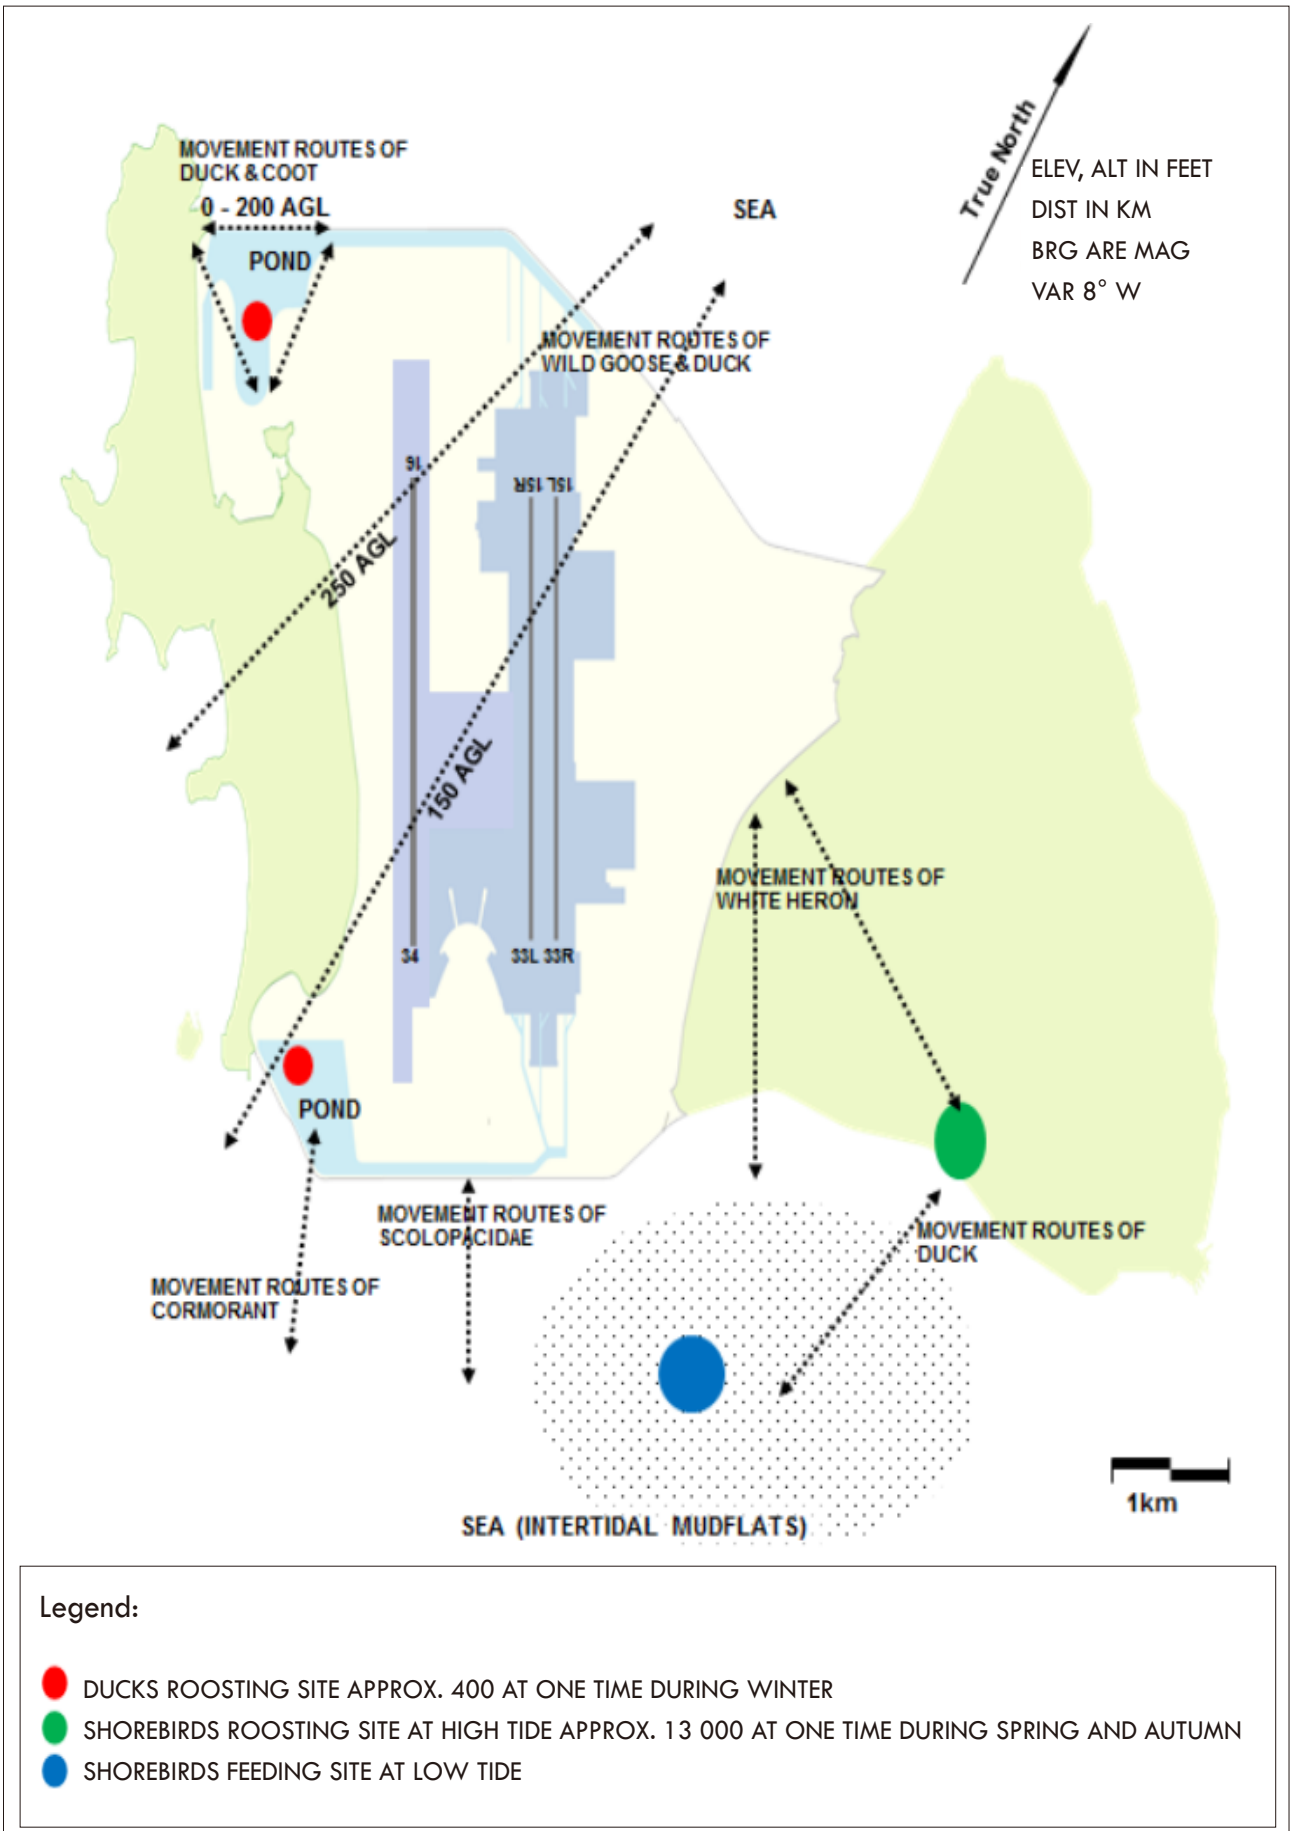 True North
ELEV, ALT IN FEET
DIST IN KM
BRG ARE MAG
VAR 8° W
MOVEMENT ROUTES OF
DUCK & COOT
0 - 200 AGL
POND
SEA
MOVEMENT ROUTES OF
WILD GOOSE & DUCK
16
15R 15L
250 AGL
150 AGL
MOVEMENT ROUTES OF
WHITE HERON
34
33L 33R
POND
MOVEMENT ROUTES OF
SCOLOPACIDAE
MOVEMENT ROUTES OF
DUCK
MOVEMENT ROUTES OF
CORMORANT
1km
SEA (INTERTIDAL MUDFLATS)
Legend:
DUCKS ROOSTING SITE APPROX. 400 AT ONE TIME DURING WINTER
SHOREBIRDS ROOSTING SITE AT HIGH TIDE APPROX. 13 000 AT ONE TIME DURING SPRING AND AUTUMN
SHOREBIRDS FEEDING SITE AT LOW TIDE